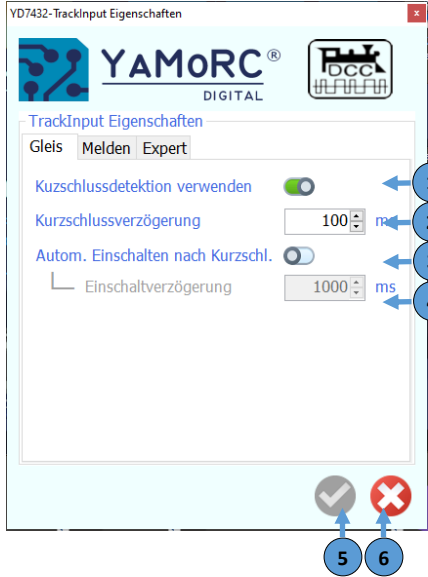 YD7432-TrackInput Eigenschaften x
YAMORC®
DIGITAL
DCC
TrackInput Eigenschaften
Gleis Melden Expert
Kuzschlussdetektion verwenden
Kurzschlussverzögerung 100
Autom. Einschalten nach Kurzschl.
Einschaltverzögerung 1000 ms
5 6